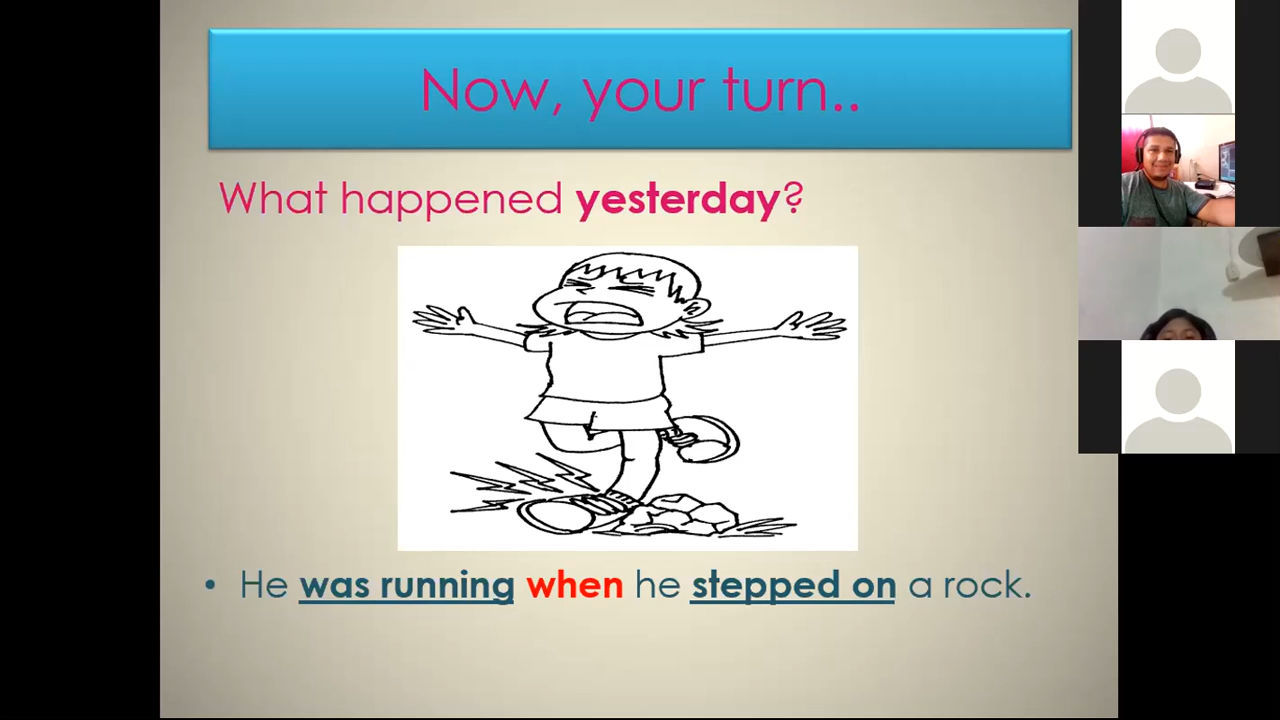 Now, your turn..
What happened yesterday?
• He was running when he stepped on a rock.